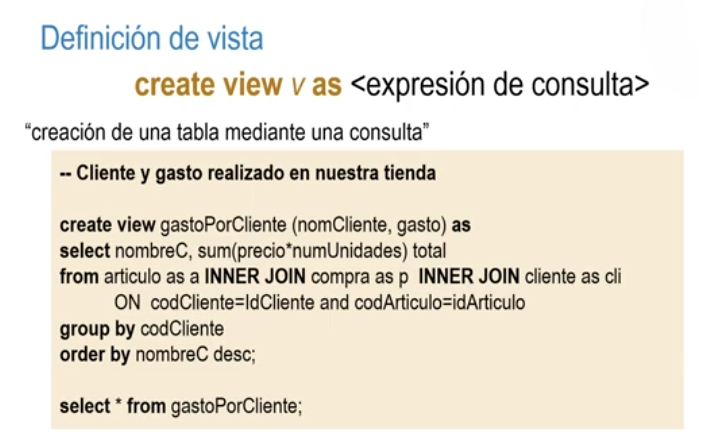 Definición de vista
create view v as <expresión de consulta>
“creación de una tabla mediante una consulta”
-- Cliente y gasto realizado en nuestra tienda
create view gastoPorCliente (nomCliente, gasto) as
select nombreC, sum(precio*numUnidades) total
from articulo as a INNER JOIN compra as p INNER JOIN cliente as cli
ON codCliente=IdCliente and codArticulo=idArticulo
group by codCliente
order by nombreC desc;
select * from gastoPorCliente;